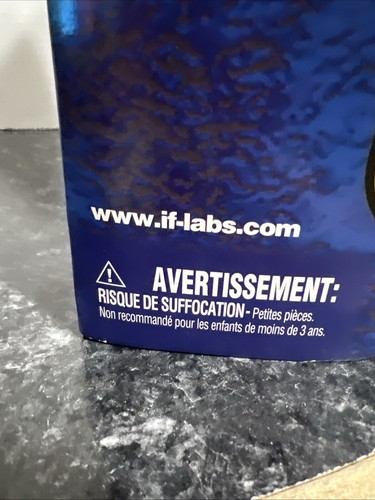 www.if-labs.com
AVERTISSEMENT:
RISQUE DE SUFFOCATION - Petites pièces.
Non recommandé pour les enfants de moins de 3 ans.